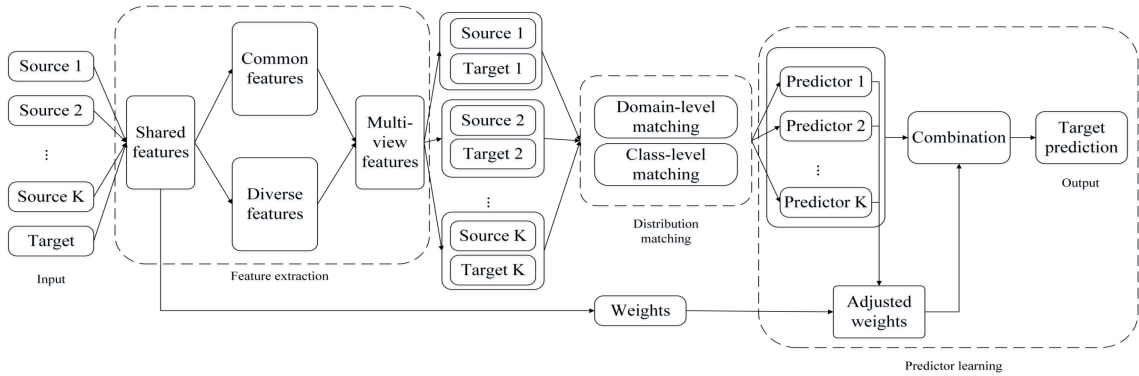 Source 1
Source 2
...
Source K
Target
Input
Shared
features
Common
features
Diverse
features
Multi-
view
features
Feature extraction
Source 1
Target 1
Source 2
Target 2
...
Source K
Target K
Domain-level
matching
Class-level
matching
Distribution
matching
Weights
Predictor 1
Predictor 2
...
Predictor K
Combination
Target
prediction
Output
Adjusted
weights
Predictor learning